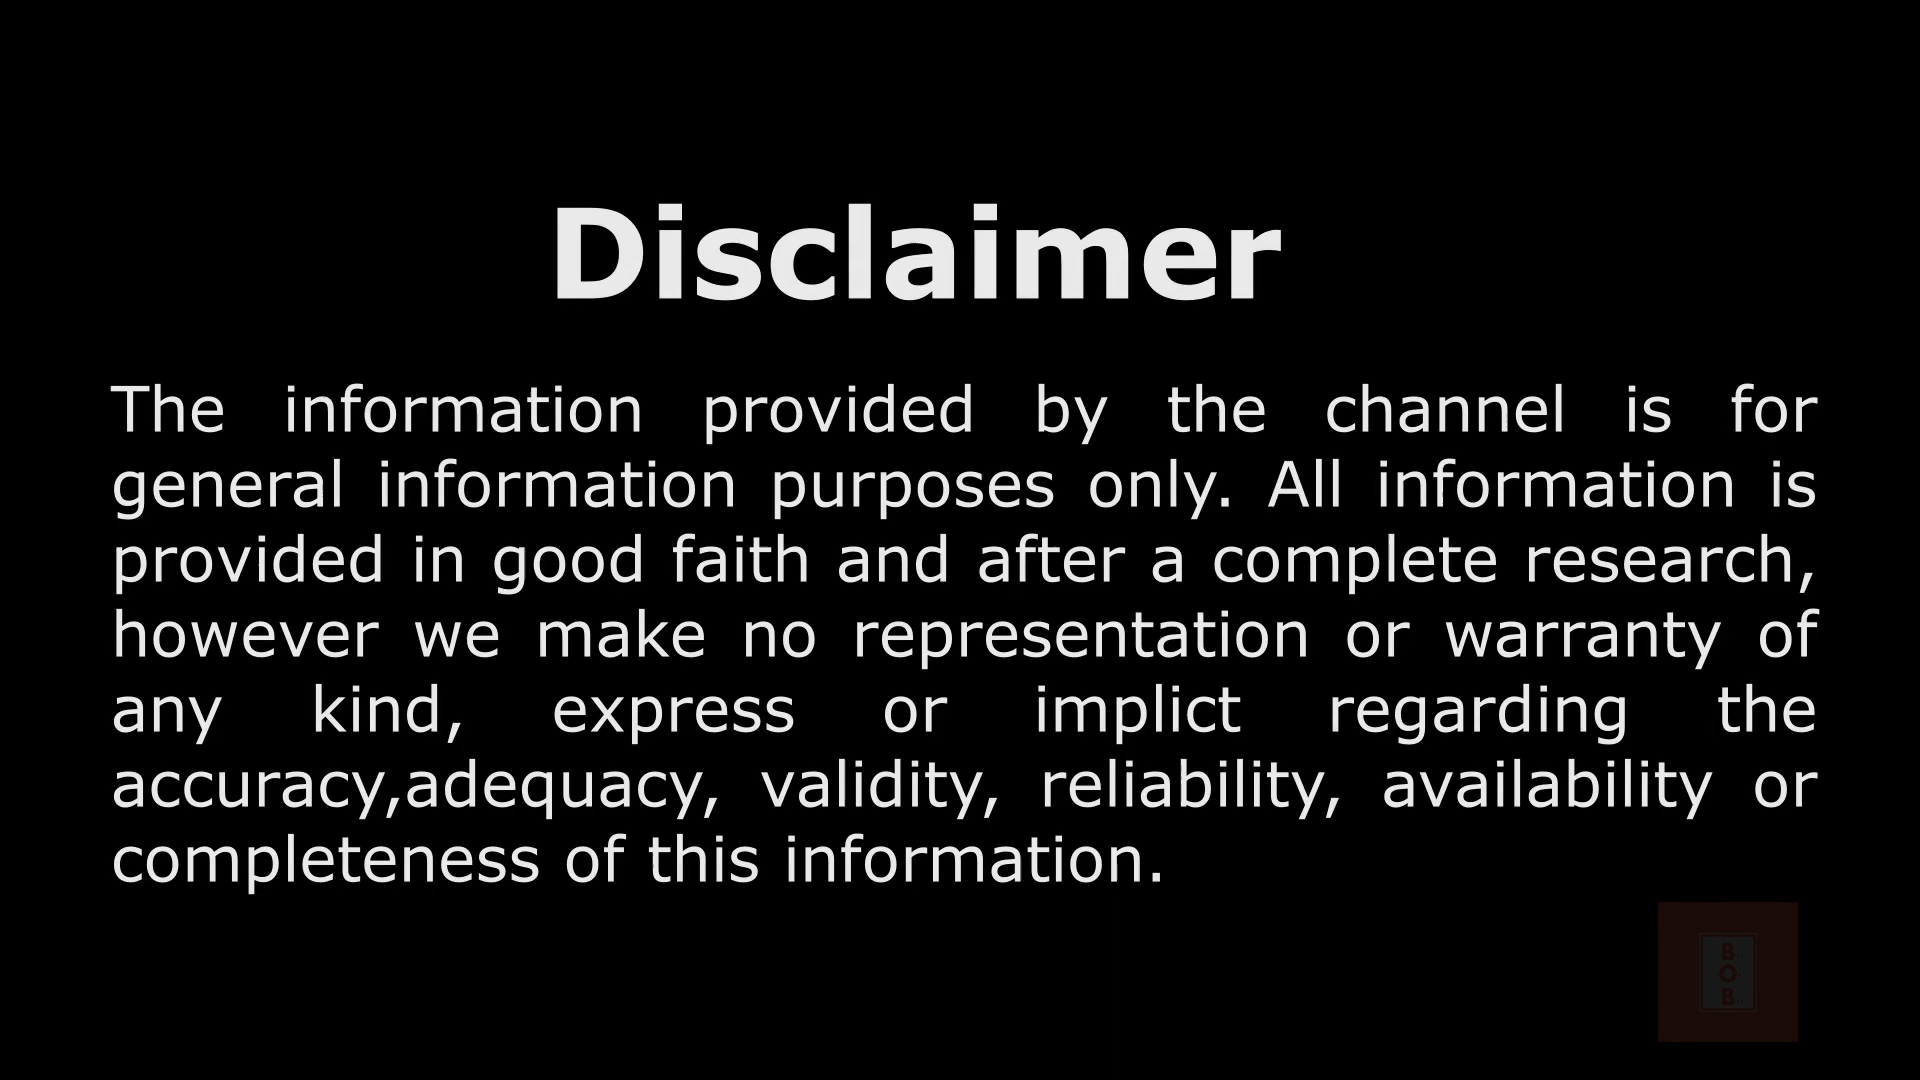 Disclaimer
The information provided by the channel is for
general information purposes only. All information is
provided in good faith and after a complete research,
however we make no representation or warranty of
any kind, express or implict regarding the
accuracy,adequacy, validity, reliability, availability or
completeness of this information.
B
O
B